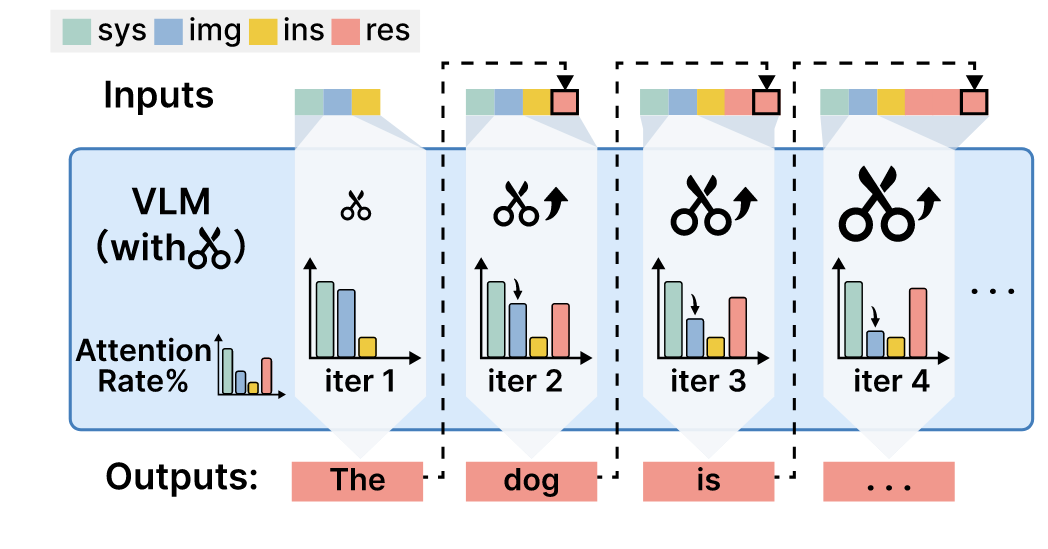 sys img ins res
Inputs
VLM
(with )
Attention
Rate%
iter 1
iter 2
iter 3
iter 4
...
Outputs:
The
dog
is
...